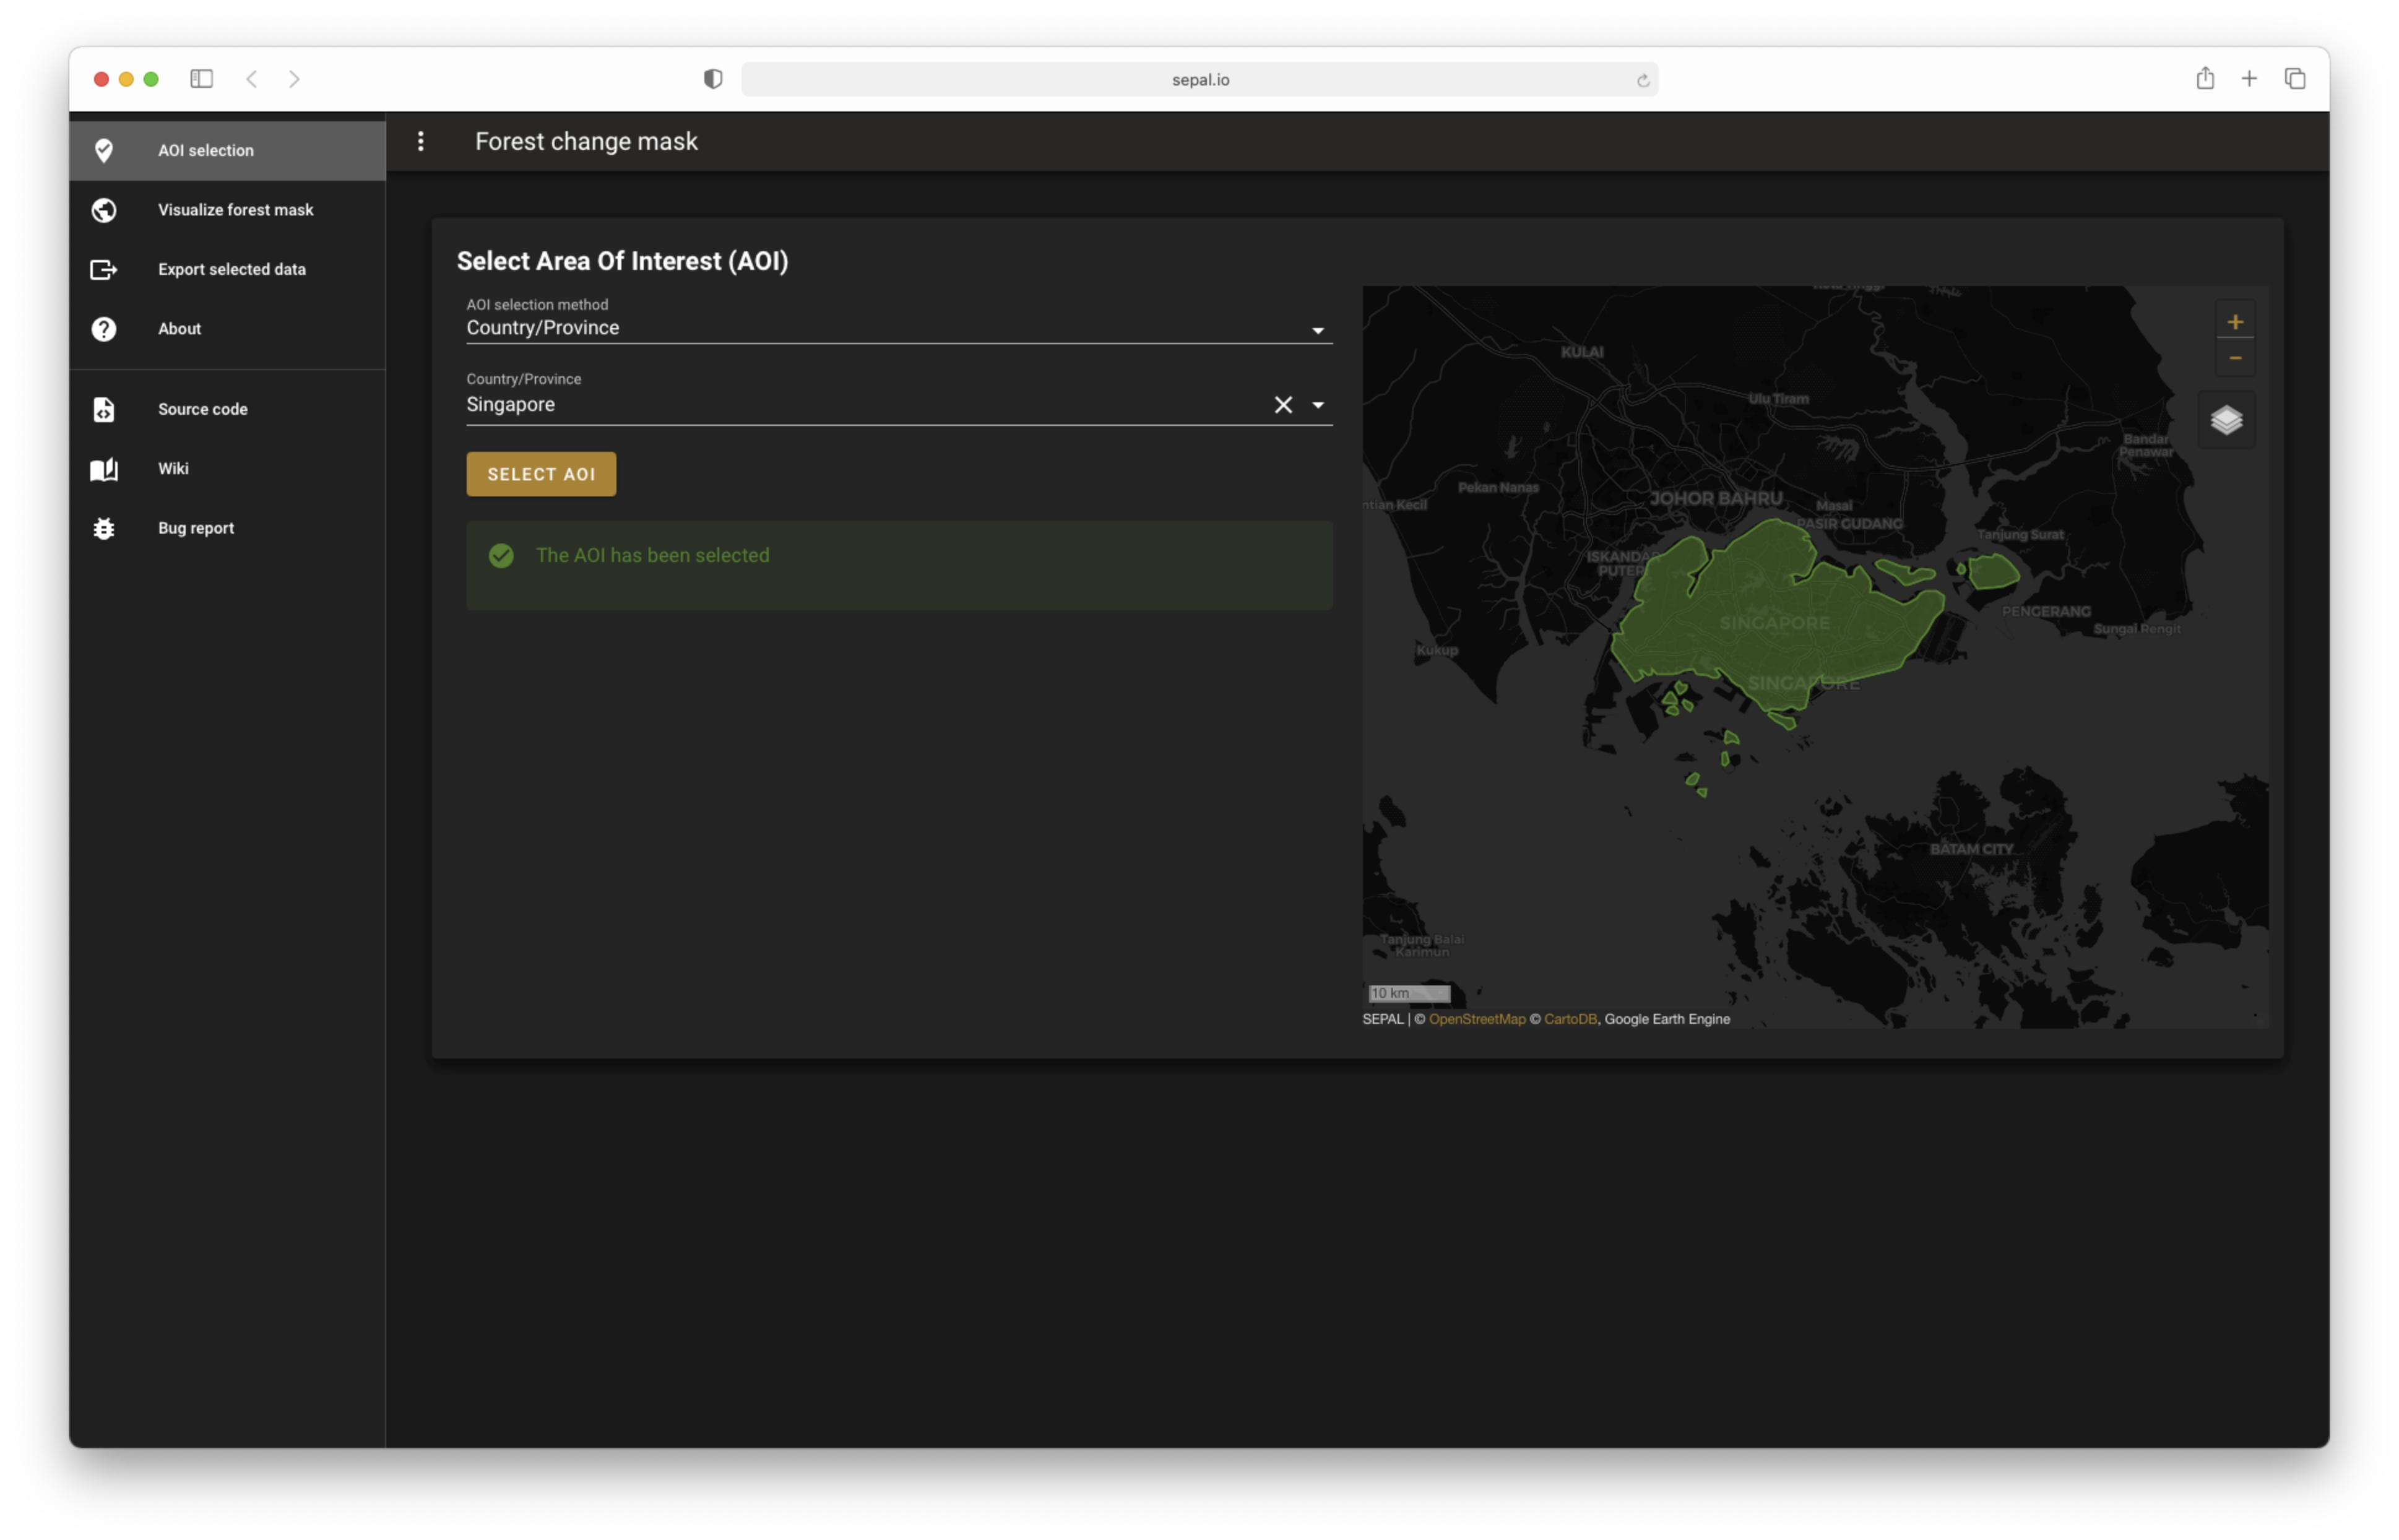 sepal.io
AOI selection
Visualize forest mask
Export selected data
About
Source code
Wiki
Bug report
Forest change mask
Select Area Of Interest (AOI)
AOI selection method
Country/Province
Country/Province
Singapore
SELECT AOI
The AOI has been selected
KULAI
Ulu Tiram
Bandar
Penawar
Pekan Nanas
ntian Kecil
JOHOR BAHRU
Masai
PASIR GUDANG
Tanjung Surat
ISKANDAR
PUTER
SINGAPORE
PENGERANG
Sungai Rengit
Kukup
SINGAPORE
BATAM CITY
Tanjung Balai
Karimun
10 km
SEPAL | © OpenStreetMap © CartoDB, Google Earth Engine